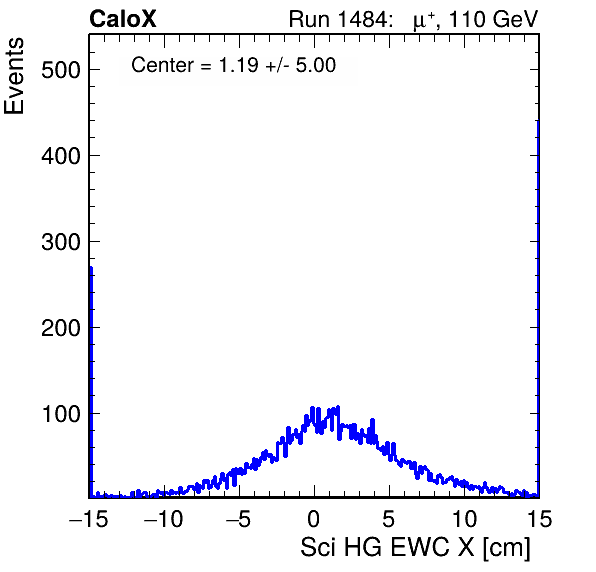 CaloX Run 1484: μ⁺, 110 GeV
Center = 1.19 +/- 5.00
Events
500
400
300
200
100
−15 −10 −5 0 5 10 15
Sci HG EWC X [cm]